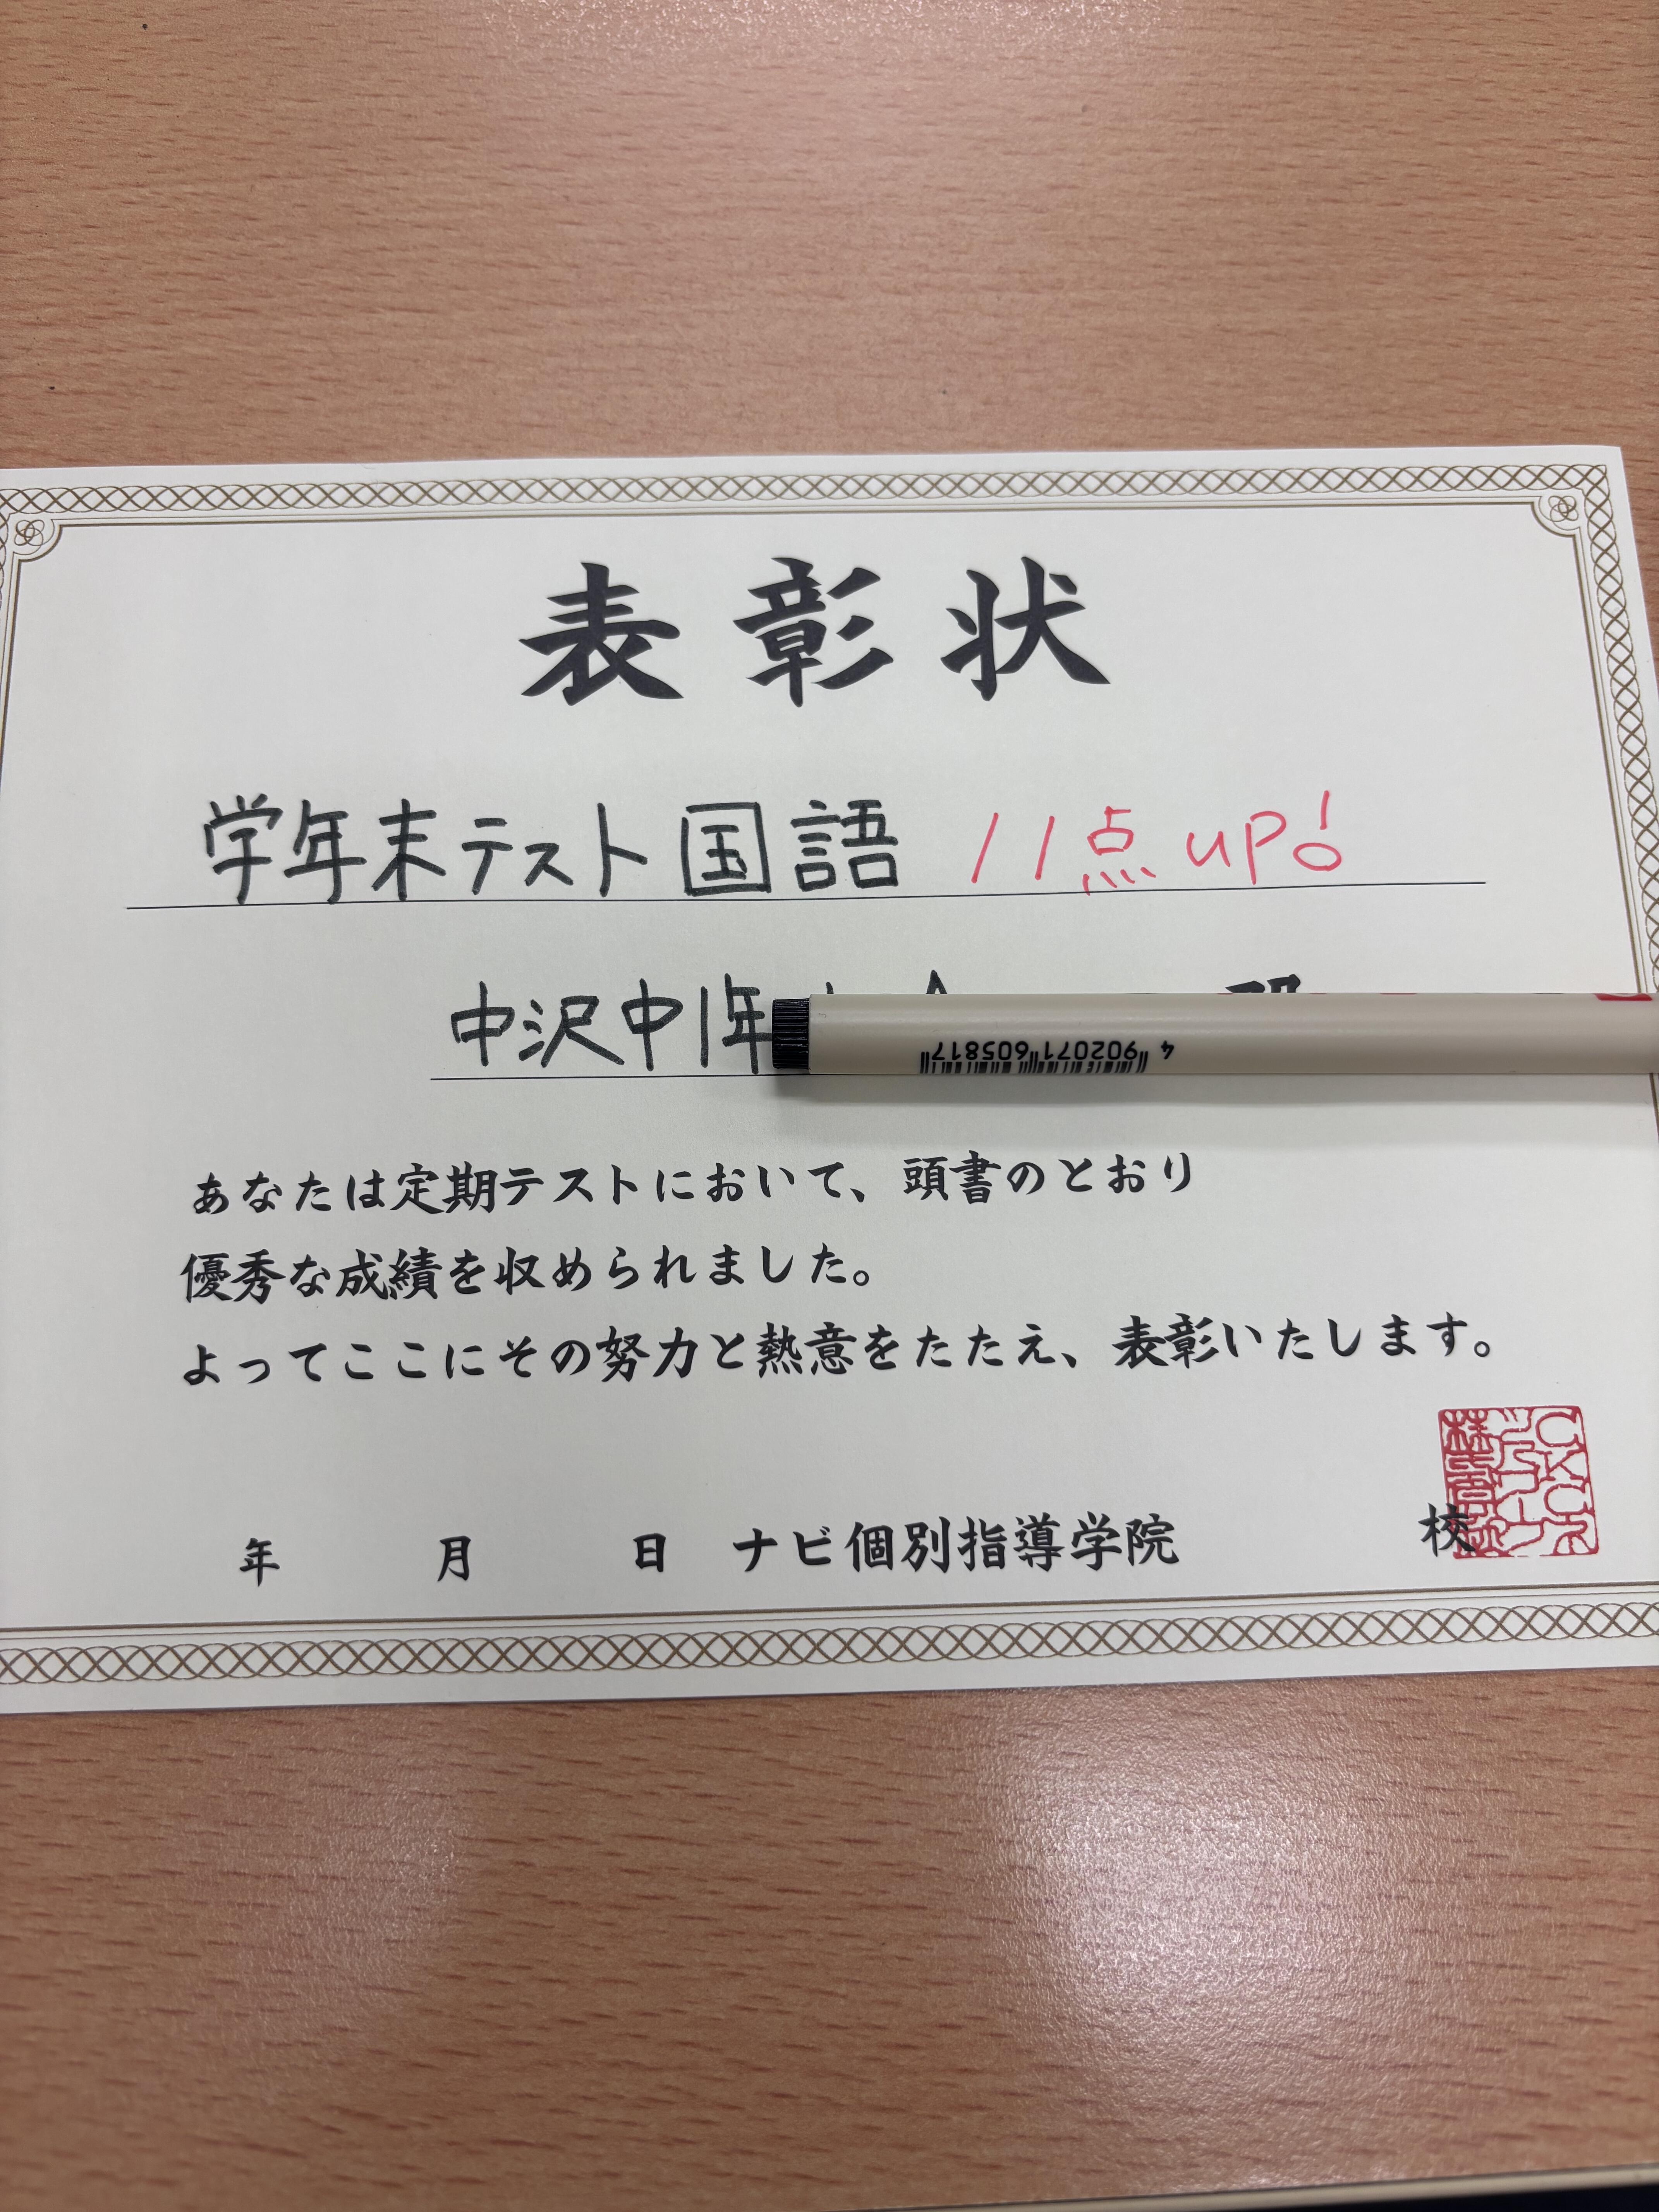 表彰状
学年末テスト 国語 11点up!
中沢中1年
4 902071 605817
あなたは定期テストにおいて、頭書のとおり
優秀な成績を収められました。
よってここにその努力と熱意をたたえ、表彰いたします。
年 月 日 ナビ個別指導学院 校